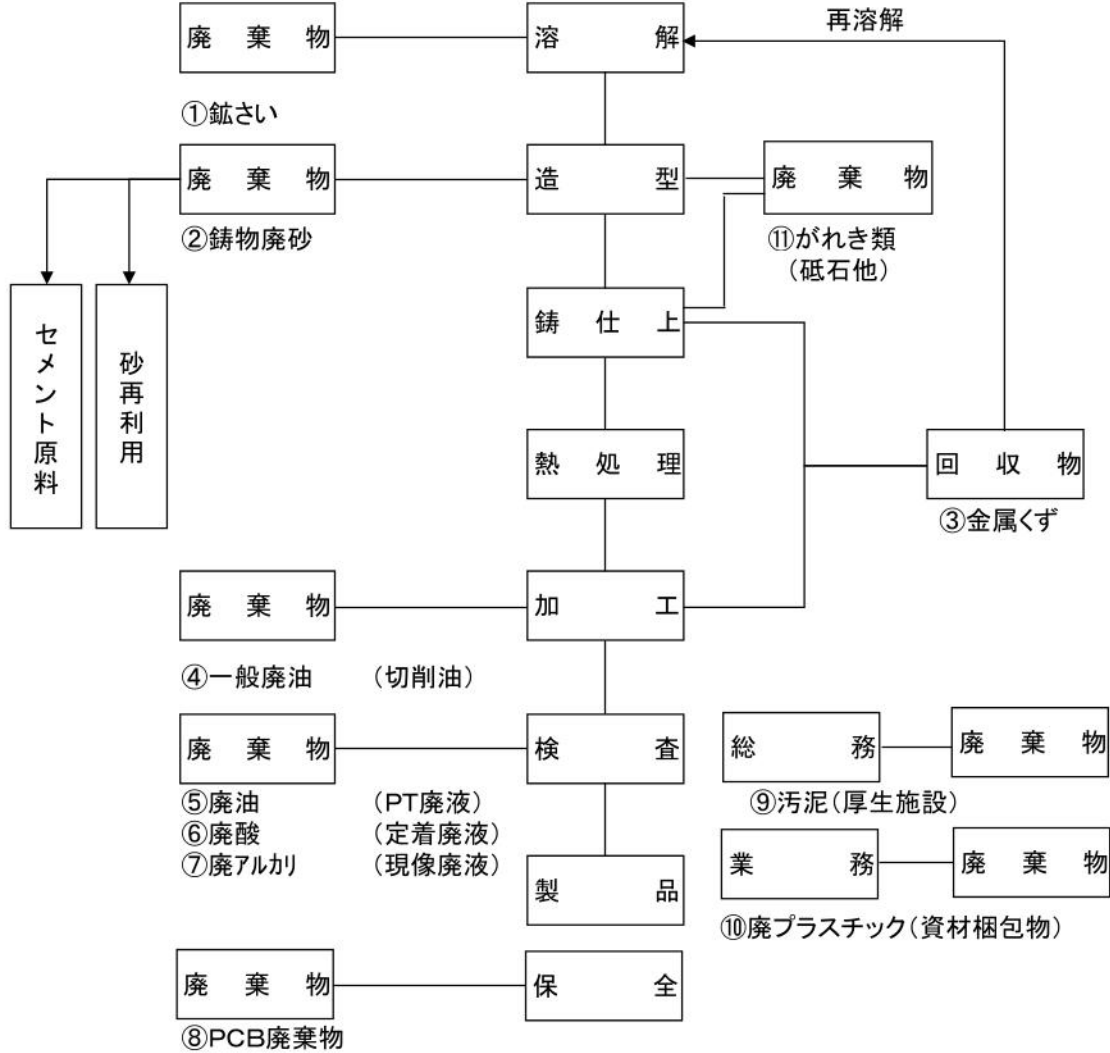 廃棄物
溶解
再溶解
①鉱さい
廃棄物
造型
廃棄物
②鋳物廃砂
⑪がれき類
（砥石他）
セメント原料
砂再利用
鋳仕上
熱処理
回収物
③金属くず
廃棄物
加工
④一般廃油 （切削油）
廃棄物
検査
総務
廃棄物
⑤廃油 （PT廃液）
⑥廃酸 （定着廃液）
⑦廃アルカリ （現像廃液）
⑨汚泥（厚生施設）
業務
廃棄物
製品
⑩廃プラスチック（資材梱包物）
廃棄物
保全
⑧PCB廃棄物